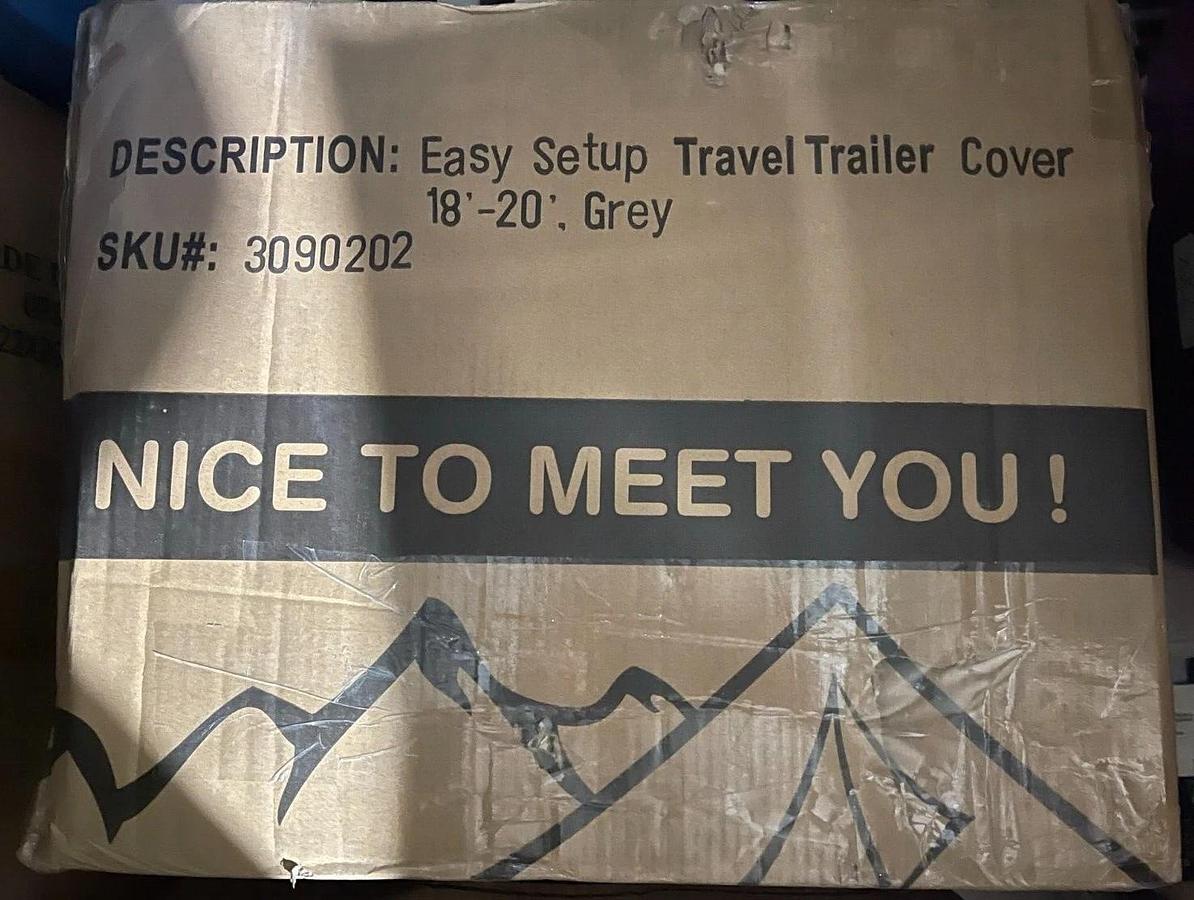 DESCRIPTION: Easy Setup Travel Trailer Cover
18'-20', Grey
SKU#: 3090202
NICE TO MEET YOU!